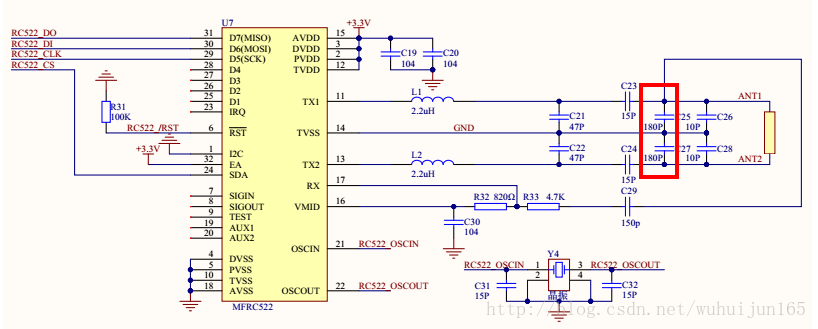 U7
RC522_DO 31 D7(MISO) AVDD 15 +3.3V
RC522_DI 30 D6(MOSI) DVDD 3
RC522_CLK 29 D5(SCK) PVDD 2
RC522_CS 28 D4 TVDD 12
C19 104 C20 104
27 D3
26 D2
25 D1 TX1 11
23 IRQ
L1 2.2uH
C23 15P
ANT1
R31 100K
C21 47P
C25 180P
C26 10P
RC522_/RST 6 RST TVSS 14 GND
+3.3V
1 I2C
32 EA TX2 13
24 SDA
L2 2.2uH
C22 47P
C24 15P
C27 180P
C28 10P
ANT2
RX 17
7 SIGIN
8 SIGOUT VMID 16
9 TEST
19 AUX1
20 AUX2
R32 820Ω R33 4.7K C29 150p
C30 104
OSCIN 21 RC522_OSCIN
4 DVSS
5 PVSS
10 TVSS
18 AVSS OSCOUT 22 RC522_OSCOUT
MFRC522
Y4
RC522_OSCIN 1 3 RC522_OSCOUT
2 4
C31 15P 晶振 C32 15P
http://blog.csdn.net/wuhuijun165